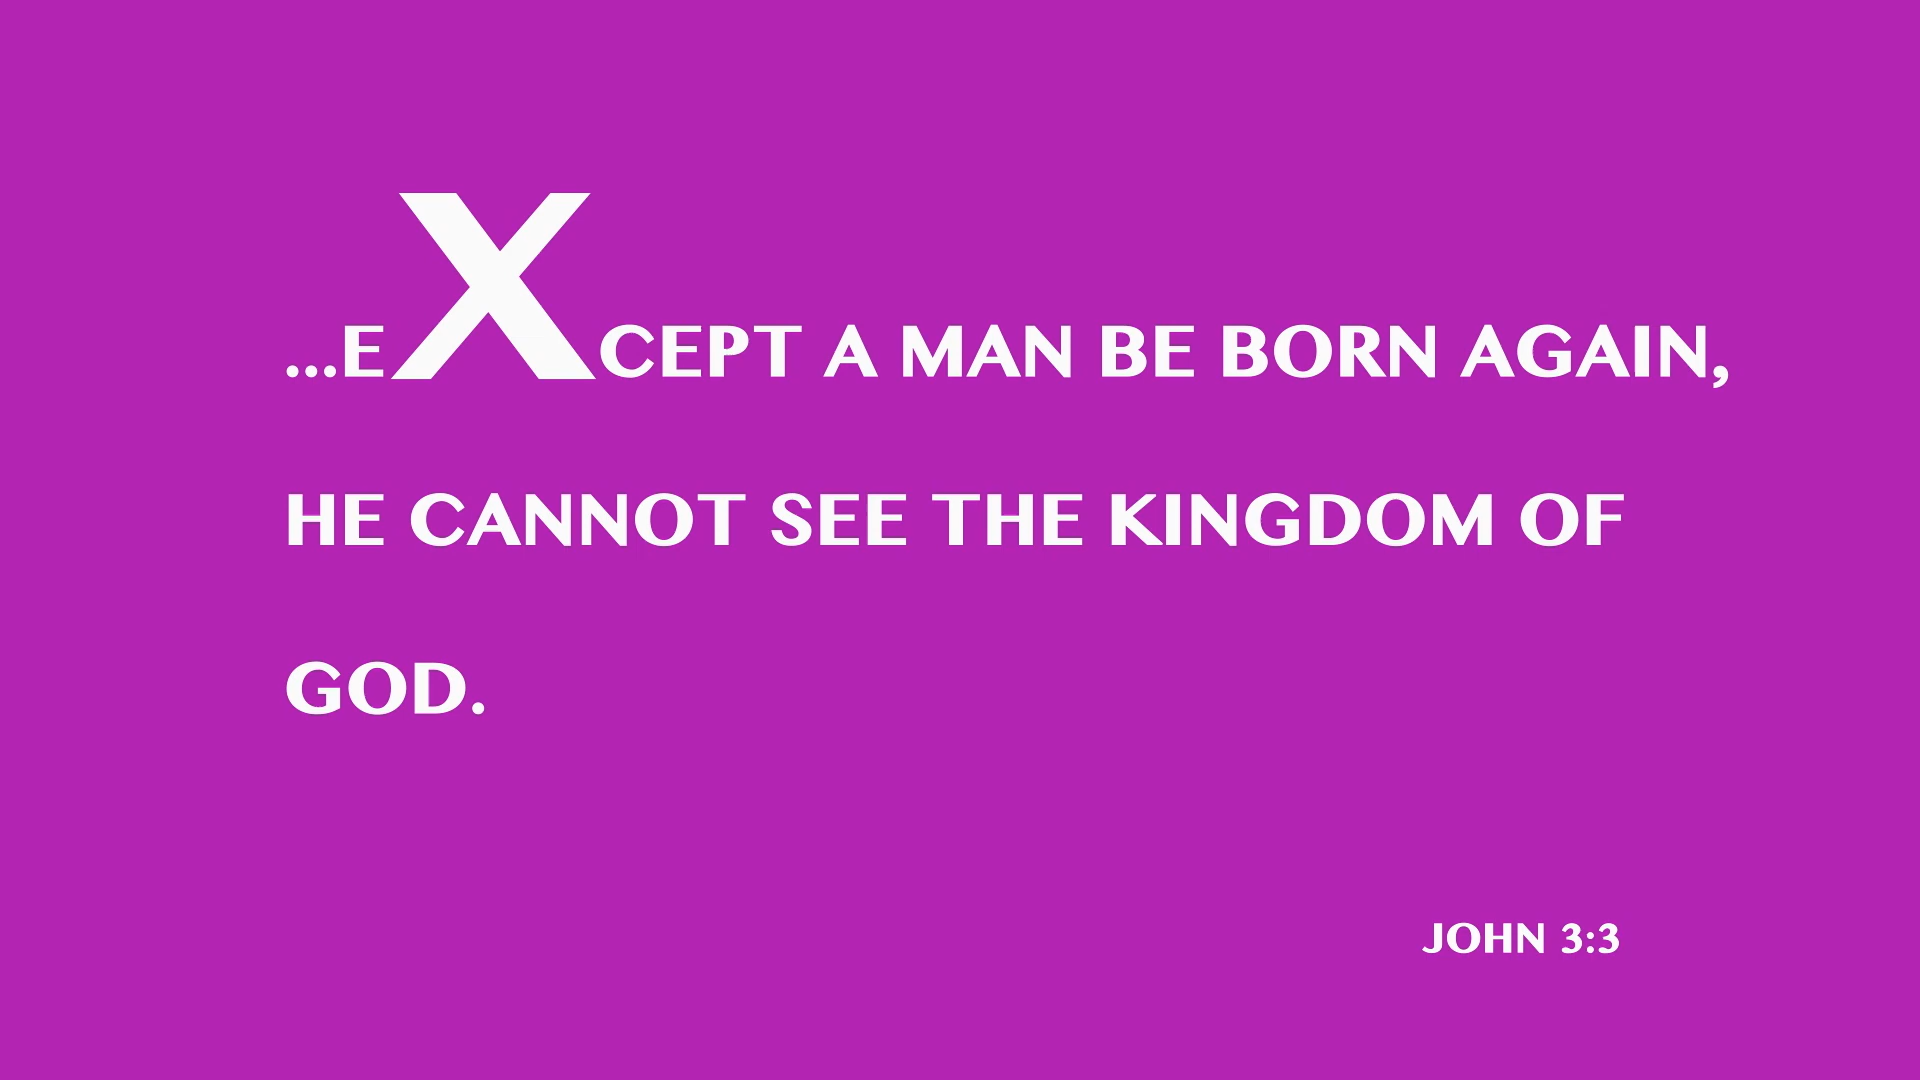 ...EXCEPT A MAN BE BORN AGAIN,
HE CANNOT SEE THE KINGDOM OF
GOD.
JOHN 3:3